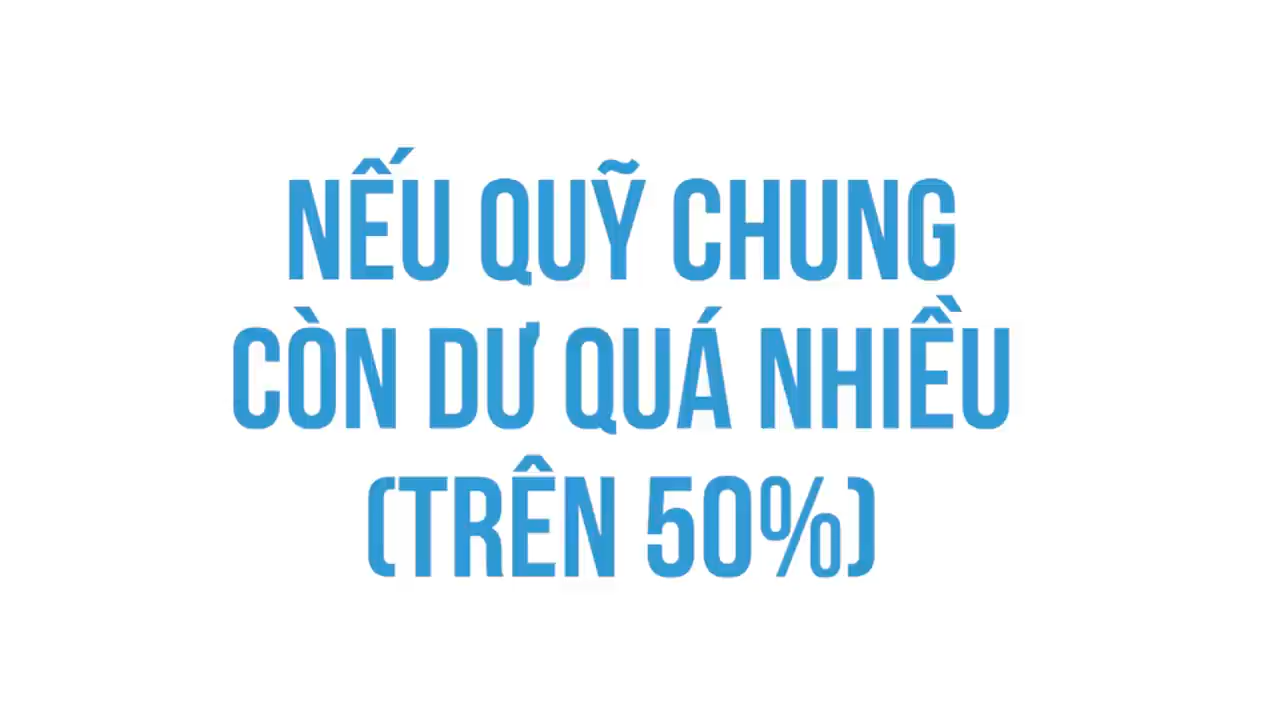 NẾU QUỸ CHUNG
CÒN DƯ QUÁ NHIỀU
(TRÊN 50%)